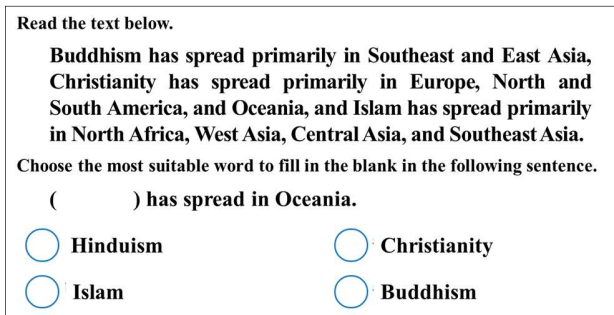 Read the text below.
Buddhism has spread primarily in Southeast and East Asia,
Christianity has spread primarily in Europe, North and
South America, and Oceania, and Islam has spread primarily
in North Africa, West Asia, Central Asia, and Southeast Asia.
Choose the most suitable word to fill in the blank in the following sentence.
( ) has spread in Oceania.
Hinduism Christianity
Islam Buddhism